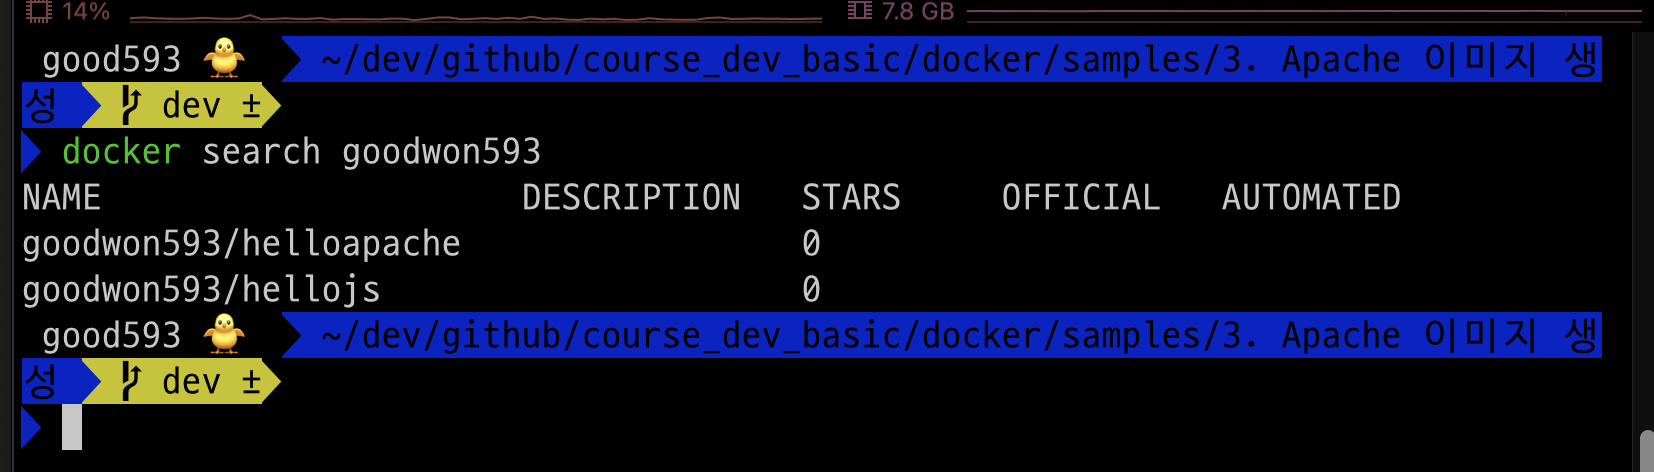 14% 7.8 GB
good593 🐥 ~/dev/github/course_dev_basic/docker/samples/3. Apache 이미지 생
성 dev ±
docker search goodwon593
NAME DESCRIPTION STARS OFFICIAL AUTOMATED
goodwon593/helloapache 0
goodwon593/hellojs 0
good593 🐥 ~/dev/github/course_dev_basic/docker/samples/3. Apache 이미지 생
성 dev ±